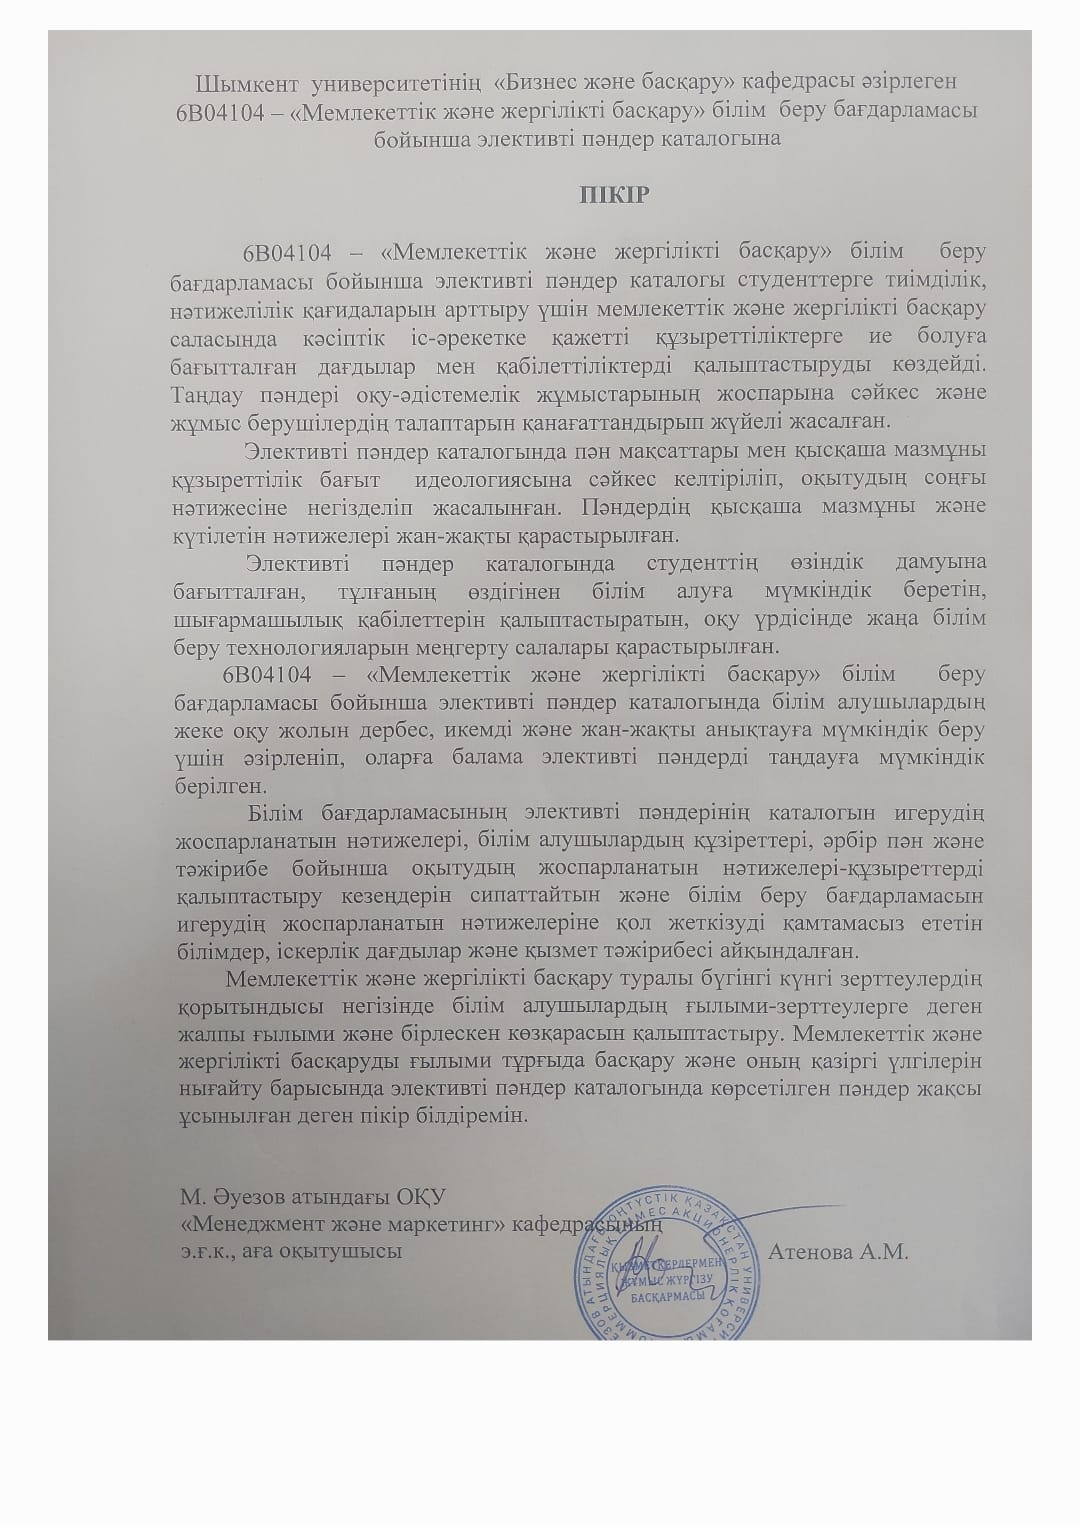 Шымкент университетінің «Бизнес және басқару» кафедрасы әзірлеген
6В04104 – «Мемлекеттік және жергілікті басқару» білім беру бағдарламасы
бойынша элективті пәндер каталогына
ПІКІР
6В04104 – «Мемлекеттік және жергілікті басқару» білім беру
бағдарламасы бойынша элективті пәндер каталогы студенттерге тиімділік,
нәтижелілік қағидаларын арттыру үшін мемлекеттік және жергілікті басқару
саласында кәсіптік іс-әрекетке қажетті құзыреттіліктерге ие болуға
бағытталған дағдылар мен қабілеттіліктерді қалыптастыруды көздейді.
Таңдау пәндері оқу-әдістемелік жұмыстарының жоспарына сәйкес және
жұмыс берушілердің талаптарын қанағаттандырып жүйелі жасалған.
Элективті пәндер каталогында пән мақсаттары мен қысқаша мазмұны
құзыреттілік бағыт идеологиясына сәйкес келтіріліп, оқытудың соңғы
нәтижесіне негізделіп жасалынған. Пәндердің қысқаша мазмұны және
күтілетін нәтижелері жан-жақты қарастырылған.
Элективті пәндер каталогында студенттің өзіндік дамуына
бағытталған, тұлғаның өздігінен білім алуға мүмкіндік беретін,
шығармашылық қабілеттерін қалыптастыратын, оқу үрдісінде жаңа білім
беру технологияларын меңгерту салалары қарастырылған.
6В04104 – «Мемлекеттік және жергілікті басқару» білім беру
бағдарламасы бойынша элективті пәндер каталогында білім алушылардың
жеке оқу жолын дербес, икемді және жан-жақты анықтауға мүмкіндік беру
үшін әзірленіп, оларға балама элективті пәндерді таңдауға мүмкіндік
берілген.
Білім бағдарламасының элективті пәндерінің каталогын игерудің
жоспарланатын нәтижелері, білім алушылардың құзіреттері, әрбір пән және
тәжірибе бойынша оқытудың жоспарланатын нәтижелері-құзыреттерді
қалыптастыру кезеңдерін сипаттайтын және білім беру бағдарламасын
игерудің жоспарланатын нәтижелеріне қол жеткізуді қамтамасыз ететін
білімдер, іскерлік дағдылар және қызмет тәжірибесі айқындалған.
Мемлекеттік және жергілікті басқару туралы бүгінгі күнгі зерттеулердің
қорытындысы негізінде білім алушылардың ғылыми-зерттеулерге деген
жалпы ғылыми және бірлескен көзқарасын қалыптастыру. Мемлекеттік және
жергілікті басқаруды ғылыми тұрғыда басқару және оның қазіргі үлгілерін
нығайту барысында элективті пәндер каталогында көрсетілген пәндер жақсы
ұсынылған деген пікір білдіремін.
М. Әуезов атындағы ОҚУ
«Менеджмент және маркетинг» кафедрасының
э.ғ.к., аға оқытушысы Атенова А.М.
АТЫНДАҒЫ ОҢТҮСТІК ҚАЗАҚСТАН
ЕМЕС АКЦИОНЕРЛІК ҚОҒАМЫ
ҚЫЗМЕТКЕРЛЕРМЕН
ЖҰМЫС ЖҮРГІЗУ
БАСҚАРМАСЫ